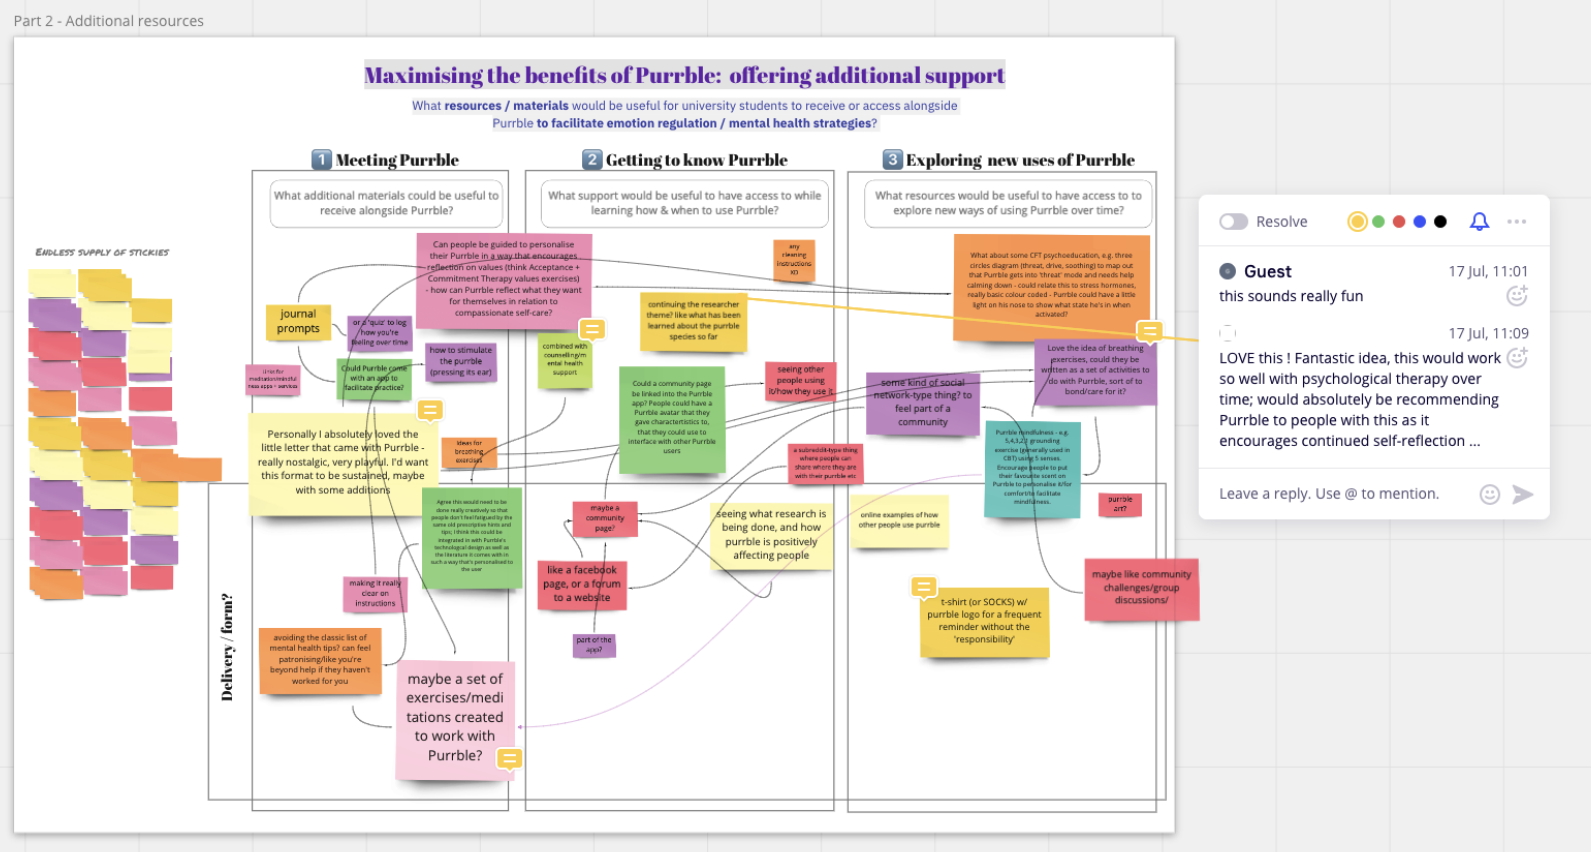 Part 2 - Additional resources
Maximising the benefits of Purrble: offering additional support
What resources / materials would be useful for university students to receive or access alongside
Purrble to facilitate emotion regulation / mental health strategies?
1 Meeting Purrble
What additional materials could be useful to
receive alongside Purrble?
2 Getting to know Purrble
What support would be useful to have access to while
learning how & when to use Purrble?
3 Exploring new uses of Purrble
What resources would be useful to have access to to
explore new ways of using Purrble over time?
ENDLESS SUPPLY OF STICKIES
Can people be guided to personalise
their Purrble in a way that encourages
reflection on values (think Acceptance +
Commitment Therapy values exercises)
- how can Purrble reflect what they want
for themselves in relation to
compassionate self-care?
journal
prompts
or a 'quiz' to log
how you're
feeling over time
how to stimulate
the purrble
(pressing its ear)
Could Purrble come
with an app to
facilitate practice?
meditation/mindful
ness apps + services
Personally I absolutely loved the
little letter that came with Purrble -
really nostalgic, very playful. I'd want
this format to be sustained, maybe
with some additions
Ideas for
breathing
exercises
Agree this would need to be
done really creatively so that
people don't feel fatigued by the
same old prescriptive hints and
tips; I think this could be
integrated in with Purrble's
technological design as well as
the literature it comes with in
such a way that's personalised to
the user
making it really
clear on
instructions
avoiding the classic list of
mental health tips? can feel
patronising/like you're
beyond help if they haven't
worked for you
maybe a set of
exercises/medi
tations created
to work with
Purrble?
any
cleaning
instructions
XD
continuing the researcher
theme? like what has been
learned about the purrble
species so far
combined with
counselling/m
ental health
support
Could a community page
be linked into the Purrble
app? People could have a
Purrble avatar that they
gave charactertistics to,
that they could use to
interface with other Purrble
users
seeing other
people using
it/how they use it
a subreddit-type thing
where people can
share where they are
with their purrble etc
maybe a
community
page?
seeing what research is
being done, and how
purrble is positively
affecting people
like a facebook
page, or a forum
to a website
part of the
app?
What about some CFT psychoeducation, e.g. three
circles diagram (threat, drive, soothing) to map out
that Purrble gets into 'threat' mode and needs help
calming down - could relate this to stress hormones,
really basic colour coded - Purrble could have a little
light on his nose to show what state he's in when
activated?
Love the idea of breathing
exercises, could they be
written as a set of activities to
do with Purrble, sort of to
bond/care for it?
some kind of social
network-type thing? to
feel part of a
community
Purrble mindfulness - e.g.
5,4,3,2,1 grounding
exercise (generally used in
CBT) using 5 senses.
Encourage people to put
their favourite scent on
Purrble to personalise it/for
comfort/to facilitate
mindfulness.
purrble
art?
online examples of how
other people use purrble
maybe like community
challenges/group
discussions/
t-shirt (or SOCKS) w/
purrble logo for a frequent
reminder without the
'responsibility'
Delivery / form?
Resolve
Guest
17 Jul, 11:01
this sounds really fun
17 Jul, 11:09
LOVE this ! Fantastic idea, this would work
so well with psychological therapy over
time; would absolutely be recommending
Purrble to people with this as it
encourages continued self-reflection ...
Leave a reply. Use @ to mention.